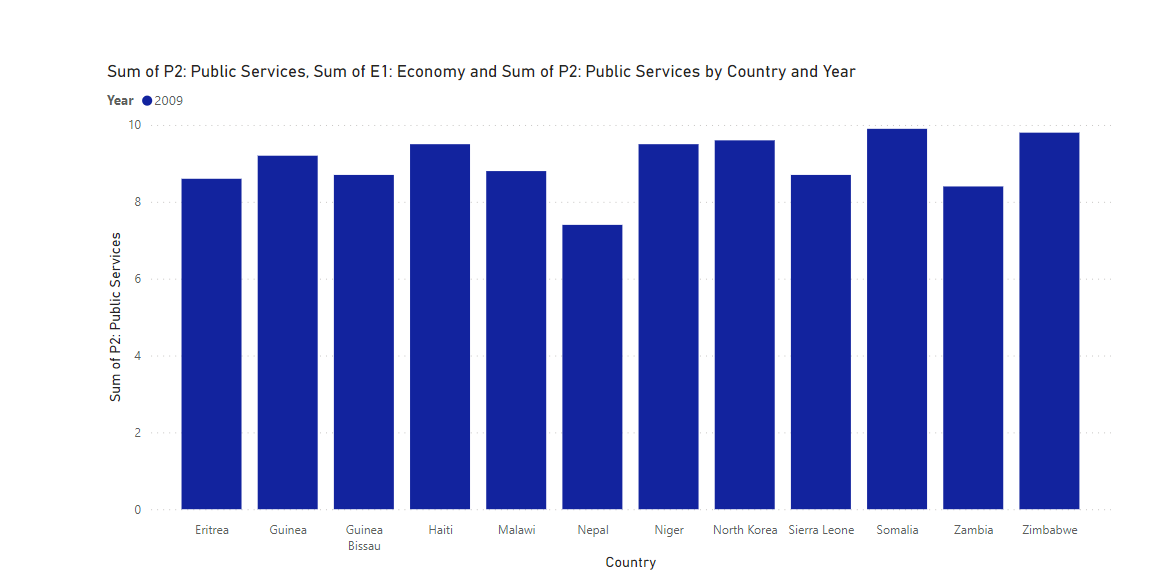 Sum of P2: Public Services, Sum of E1: Economy and Sum of P2: Public Services by Country and Year
Year 2009
10
8
6
4
2
0
Sum of P2: Public Services
Eritrea Guinea Guinea Haiti Malawi Nepal Niger North Korea Sierra Leone Somalia Zambia Zimbabwe
Bissau
Country